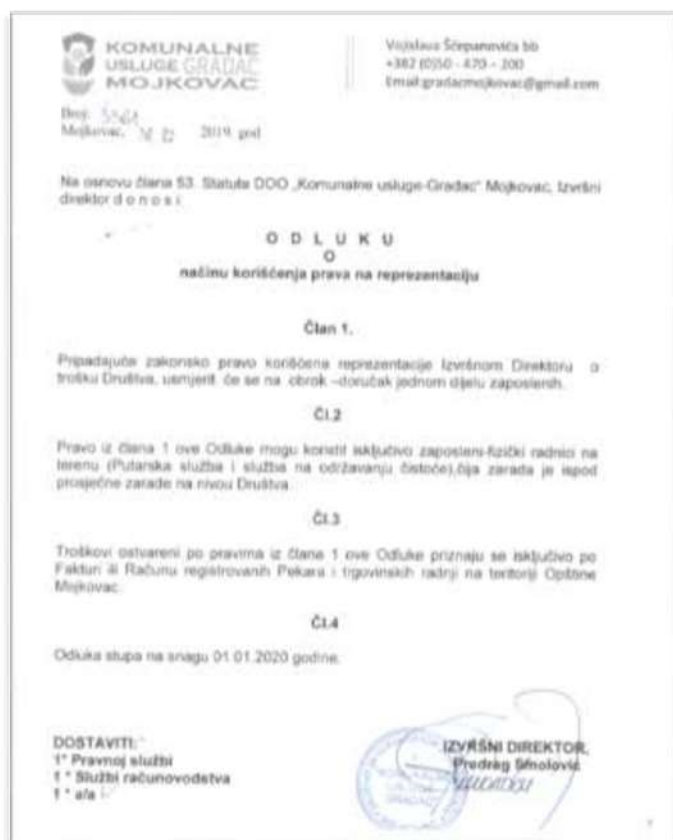 KOMUNALNE
USLUGE GRADAC
MOJKOVAC
Vojislava Šćepanovića bb
+382 (0)50 - 470 - 200
Email:gradacmojkovac@gmail.com
Broj:
Mojkovac, 2019. god
Na osnovu člana 53. Statuta DOO „Komunalne usluge-Gradac“ Mojkovac, Izvršni
direktor d o n o s i
O D L U K U
O
načinu korišćenja prava na reprezentaciju
Član 1.
Pripadajuće zakonsko pravo korišćena reprezentacije Izvršnom Direktoru o
trošku Društva, usmjerit će se na obrok –doručak jednom dijelu zaposlenih.
Čl.2
Pravo iz člana 1 ove Odluke mogu koristit isključivo zaposleni-fizički radnici na
terenu (Putarska služba i služba na održavanju čistoće),čija zarada je ispod
prosječne zarade na nivou Društva.
Čl.3
Troškovi ostvareni po pravima iz člana 1 ove Odluke priznaju se isključivo po
Fakturi ili Računu registrovanih Pekara i trgovinskih radnji na teritoriji Opštine
Mojkovac.
Čl.4
Odluka stupa na snagu 01.01.2020 godine.
DOSTAVITI:
1* Pravnoj službi
1 * Službi računovodstva
1 * a/a
IZVRŠNI DIREKTOR,
Predrag Smolović